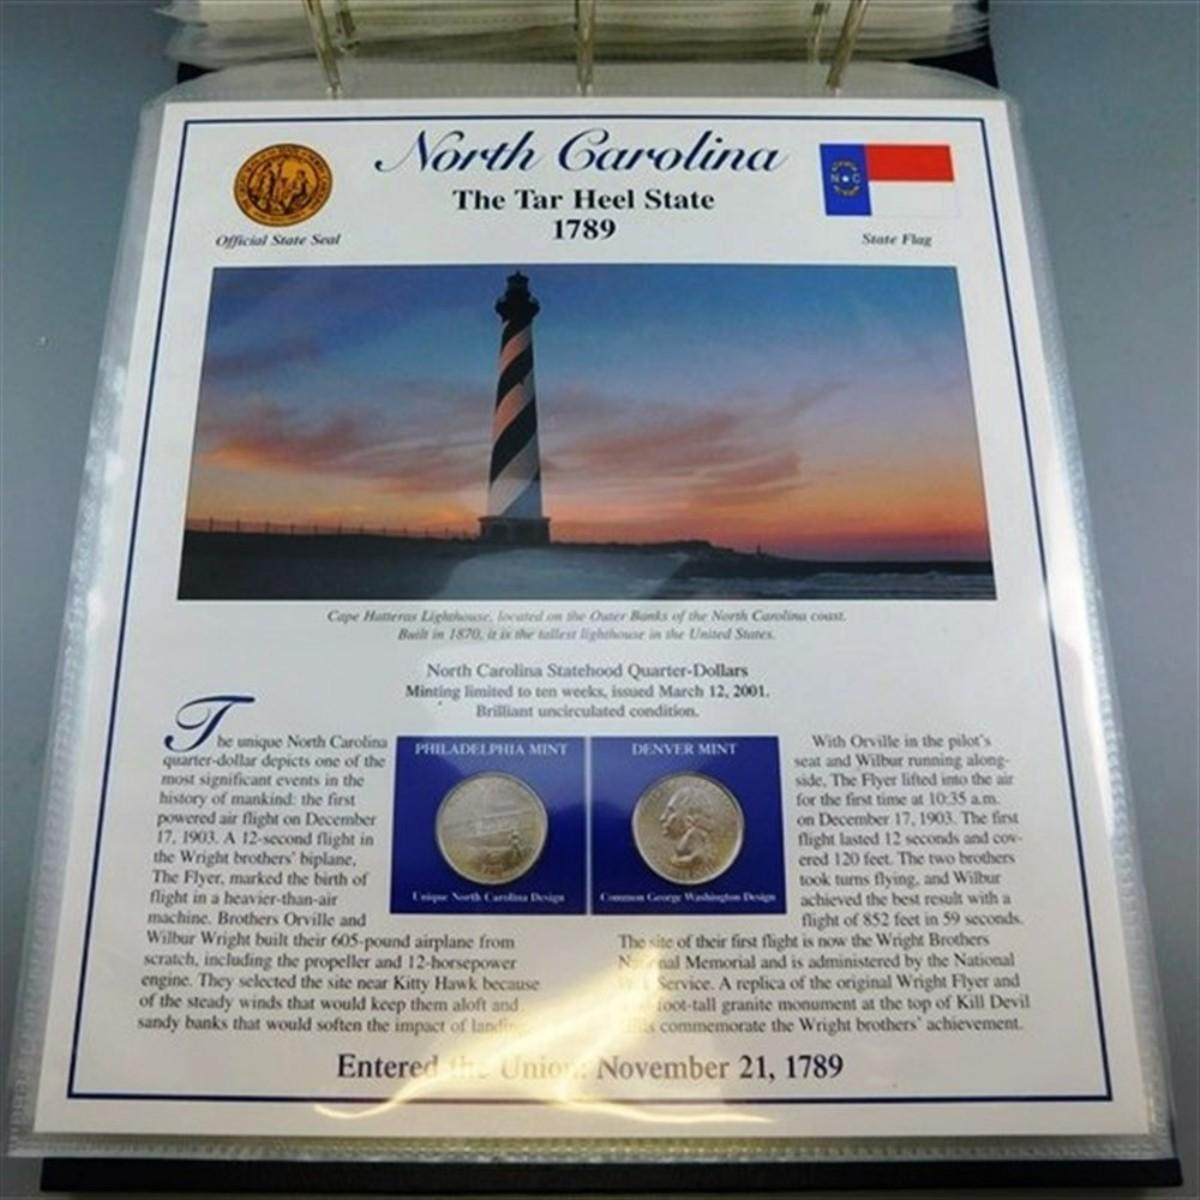 North Carolina
The Tar Heel State
1789
Official State Seal
N C
State Flag
Cape Hatteras Lighthouse, located on the Outer Banks of the North Carolina coast.
Built in 1870, it is the tallest lighthouse in the United States.
North Carolina Statehood Quarter-Dollars
Minting limited to ten weeks, issued March 12, 2001.
Brilliant uncirculated condition.
The unique North Carolina
quarter-dollar depicts one of the
most significant events in the
history of mankind: the first
powered air flight on December
17, 1903. A 12-second flight in
the Wright brothers' biplane,
The Flyer, marked the birth of
flight in a heavier-than-air
machine. Brothers Orville and
Wilbur Wright built their 605-pound airplane from
scratch, including the propeller and 12-horsepower
engine. They selected the site near Kitty Hawk because
of the steady winds that would keep them aloft and
sandy banks that would soften the impact of landing.
PHILADELPHIA MINT
Unique North Carolina Design
DENVER MINT
Common George Washington Design
With Orville in the pilot's
seat and Wilbur running along-
side, The Flyer lifted into the air
for the first time at 10:35 a.m.
on December 17, 1903. The first
flight lasted 12 seconds and cov-
ered 120 feet. The two brothers
took turns flying, and Wilbur
achieved the best result with a
flight of 852 feet in 59 seconds.
The site of their first flight is now the Wright Brothers
National Memorial and is administered by the National
Service. A replica of the original Wright Flyer and
foot-tall granite monument at the top of Kill Devil
commemorate the Wright brothers' achievement.
Entered the Union: November 21, 1789